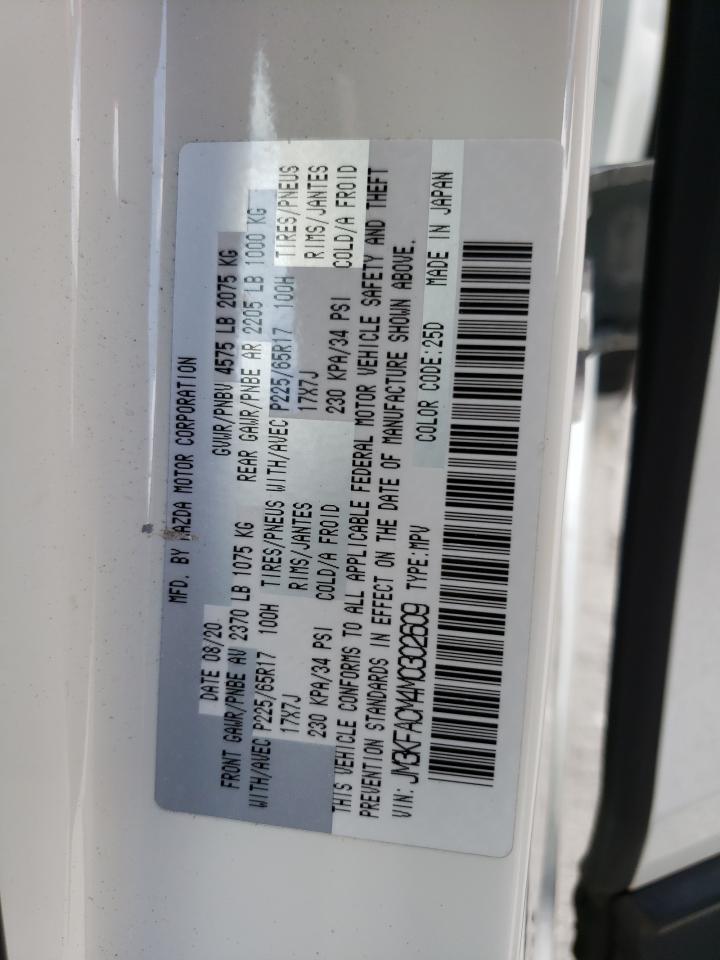 MFD. BY MAZDA MOTOR CORPORATION
DATE 08/20 GVWR/PNBV 4575 LB 2075 KG
FRONT GAWR/PNBE AV 2370 LB 1075 KG REAR GAWR/PNBE AR 2205 LB 1000 KG
WITH/AVEC P225/65R17 100H TIRES/PNEUS WITH/AVEC P225/65R17 100H TIRES/PNEUS
17X7J RIMS/JANTES 17X7J RIMS/JANTES
230 KPA/34 PSI COLD/A FROID 230 KPA/34 PSI COLD/A FROID
THIS VEHICLE CONFORMS TO ALL APPLICABLE FEDERAL MOTOR VEHICLE SAFETY AND THEFT
PREVENTION STANDARDS IN EFFECT ON THE DATE OF MANUFACTURE SHOWN ABOVE.
VIN: JM3KFACM4M0302609 TYPE:MPV COLOR CODE:25D MADE IN JAPAN